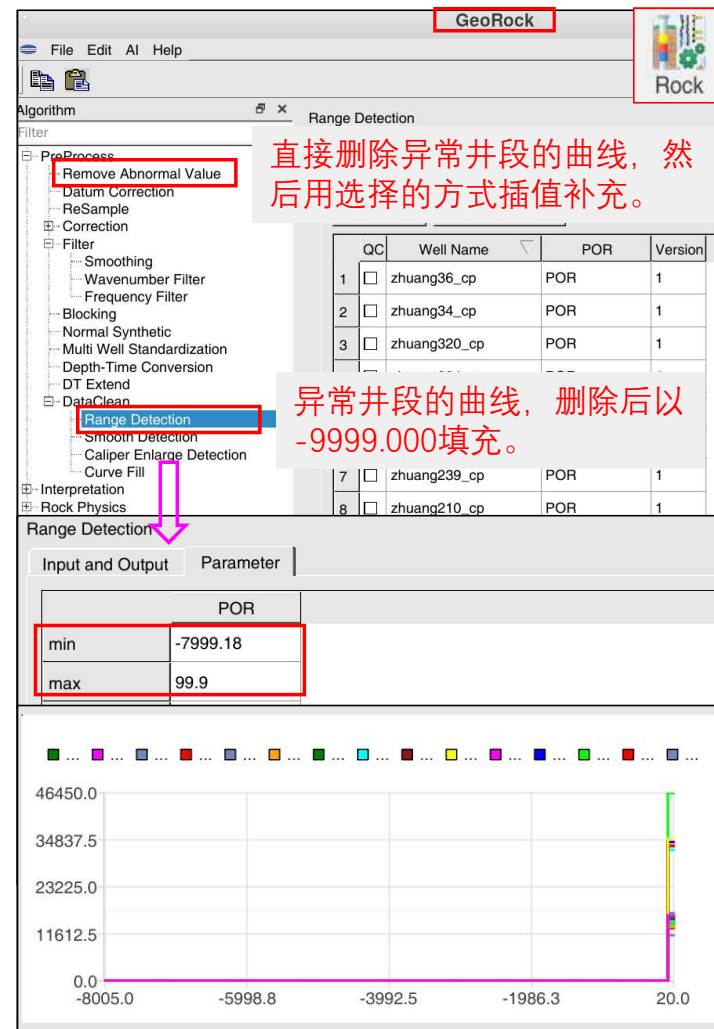 GeoRock
File Edit AI Help
Rock
Algorithm
Filter
PreProcess
Remove Abnormal Value
Datum Correction
ReSample
Correction
Filter
Smoothing
Wavenumber Filter
Frequency Filter
Blocking
Normal Synthetic
Multi Well Standardization
Depth-Time Conversion
DT Extend
DataClean
Range Detection
Smooth Detection
Caliper Enlarge Detection
Curve Fill
Interpretation
Rock Physics
Range Detection
直接删除异常井段的曲线，然
后用选择的方式插值补充。
QC Well Name POR Version
1 zhuang36_cp POR 1
2 zhuang34_cp POR 1
3 zhuang320_cp POR 1
异常井段的曲线，删除后以
-9999.000填充。
7 zhuang239_cp POR 1
8 zhuang210_cp POR 1
Range Detection
Input and Output Parameter
POR
min -7999.18
max 99.9
... ... ... ... ... ... ... ... ... ... ... ... ... ... ...
46450.0
34837.5
23225.0
11612.5
0.0
-8005.0 -5998.8 -3992.5 -1986.3 20.0